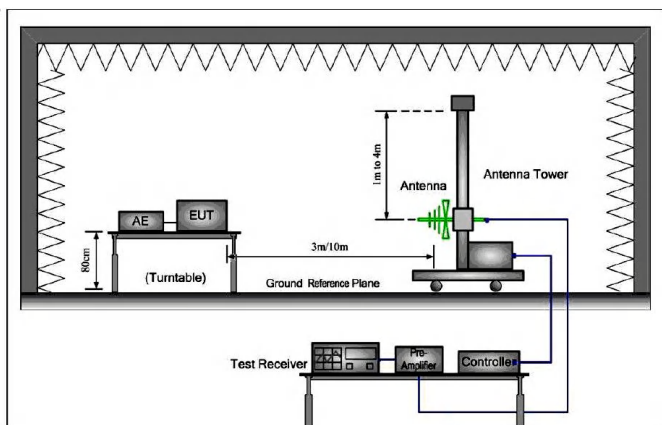 1m to 4m
Antenna
Antenna Tower
AE
EUT
3m/10m
80cm
(Turntable)
Ground Reference Plane
Test Receiver
Pre-
Amplifier
Controlle